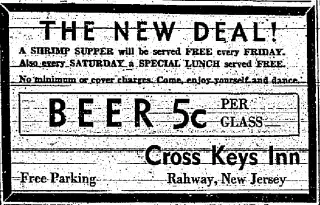 THE NEW DEAL!
A SHRIMP SUPPER will be served FREE every FRIDAY.
Also every SATURDAY a SPECIAL LUNCH served FREE.
No minimum or cover charges. Come, enjoy yourself and dance.
BEER 5c PER GLASS
Cross Keys Inn
Free Parking Rahway, New Jersey